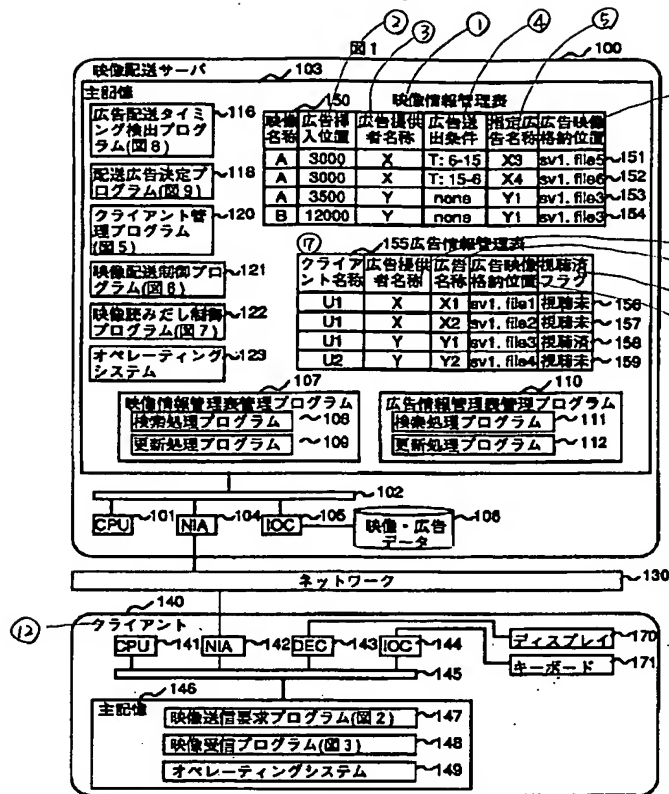 ② ③ ① ④ ⑤
図1
100
映像配送サーバ 103
主記憶
広告配送タイミング検出プログラム(図8) 116
配送広告決定プログラム(図9) 118
クライアント管理プログラム(図5) 120
映像配送制御プログラム(図6) 121
映像読みだし制御プログラム(図7) 122
オペレーティングシステム 123
150 映像情報管理表
映像名称 広告挿入位置 広告提供者名称 広告送出条件 指定広告名称 広告映像格納位置
A 3000 X T: 6-15 X3 sv1.file5 151
A 3000 X T: 15-6 X4 sv1.file6 152
A 3500 Y none Y1 sv1.file3 153
B 12000 Y none Y1 sv1.file3 154
⑰ 155 広告情報管理表
クライアント名称 広告提供者名称 広告名称 広告映像格納位置 視聴済フラグ
U1 X X1 sv1.file1 視聴未 156
U1 X X2 sv1.file2 視聴未 157
U1 Y Y1 sv1.file3 視聴済 158
U2 Y Y2 sv1.file4 視聴未 159
107
映像情報管理表管理プログラム
検索処理プログラム 108
更新処理プログラム 109
110
広告情報管理表管理プログラム
検索処理プログラム 111
更新処理プログラム 112
102
CPU 101 NIA 104 IOC 105 映像・広告データ 106
ネットワーク 130
140
⑫ クライアント
CPU 141 NIA 142 DEC 143 IOC 144
ディスプレイ 170
キーボード 171
145
146
主記憶
映像送信要求プログラム(図2) 147
映像受信プログラム(図3) 148
オペレーティングシステム 149